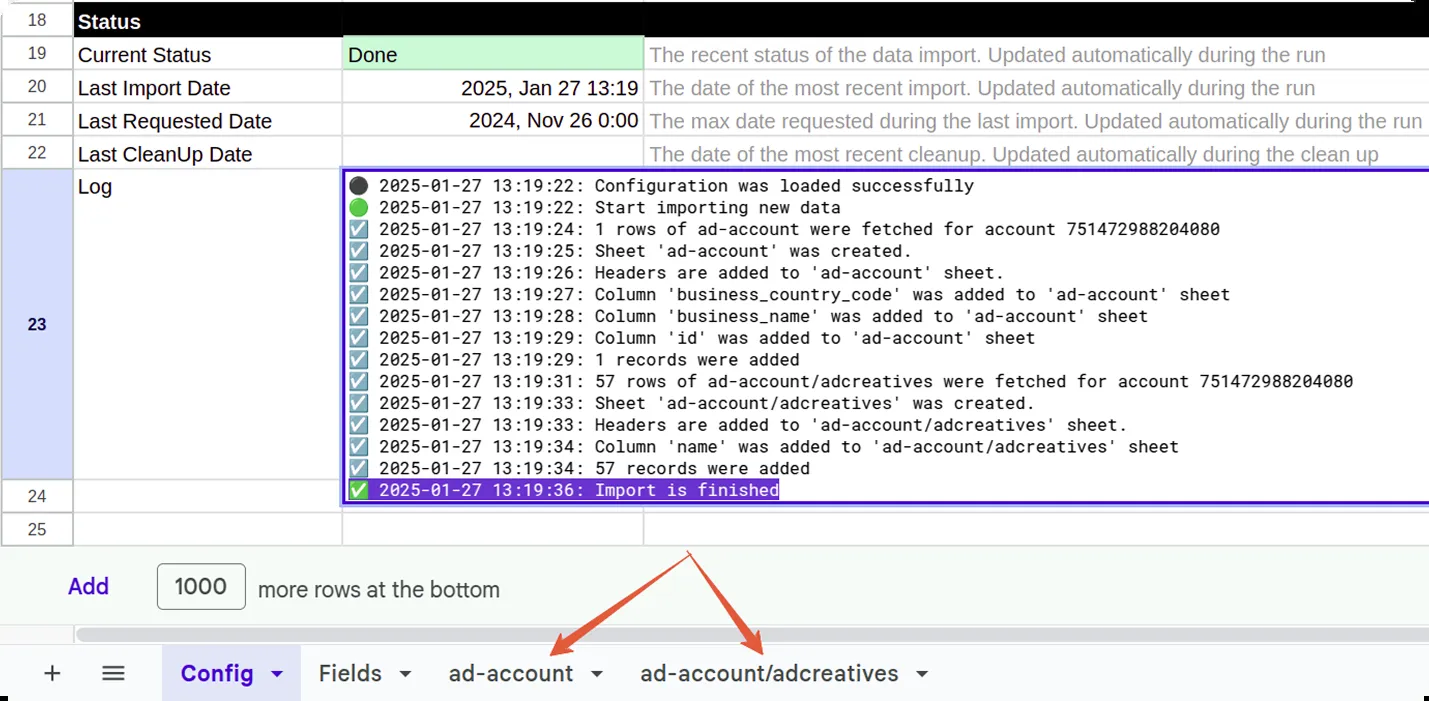 18 Status
19 Current Status Done The recent status of the data import. Updated automatically during the run
20 Last Import Date 2025, Jan 27 13:19 The date of the most recent import. Updated automatically during the run
21 Last Requested Date 2024, Nov 26 0:00 The max date requested during the last import. Updated automatically during the run
22 Last CleanUp Date The date of the most recent cleanup. Updated automatically during the clean up
23 Log
2025-01-27 13:19:22: Configuration was loaded successfully
2025-01-27 13:19:22: Start importing new data
2025-01-27 13:19:24: 1 rows of ad-account were fetched for account 751472988204080
2025-01-27 13:19:25: Sheet 'ad-account' was created.
2025-01-27 13:19:26: Headers are added to 'ad-account' sheet.
2025-01-27 13:19:27: Column 'business_country_code' was added to 'ad-account' sheet
2025-01-27 13:19:28: Column 'business_name' was added to 'ad-account' sheet
2025-01-27 13:19:29: Column 'id' was added to 'ad-account' sheet
2025-01-27 13:19:29: 1 records were added
2025-01-27 13:19:31: 57 rows of ad-account/adcreatives were fetched for account 751472988204080
2025-01-27 13:19:33: Sheet 'ad-account/adcreatives' was created.
2025-01-27 13:19:33: Headers are added to 'ad-account/adcreatives' sheet.
2025-01-27 13:19:34: Column 'name' was added to 'ad-account/adcreatives' sheet
2025-01-27 13:19:34: 57 records were added
2025-01-27 13:19:36: Import is finished
24
25
Add 1000 more rows at the bottom
Config Fields ad-account ad-account/adcreatives